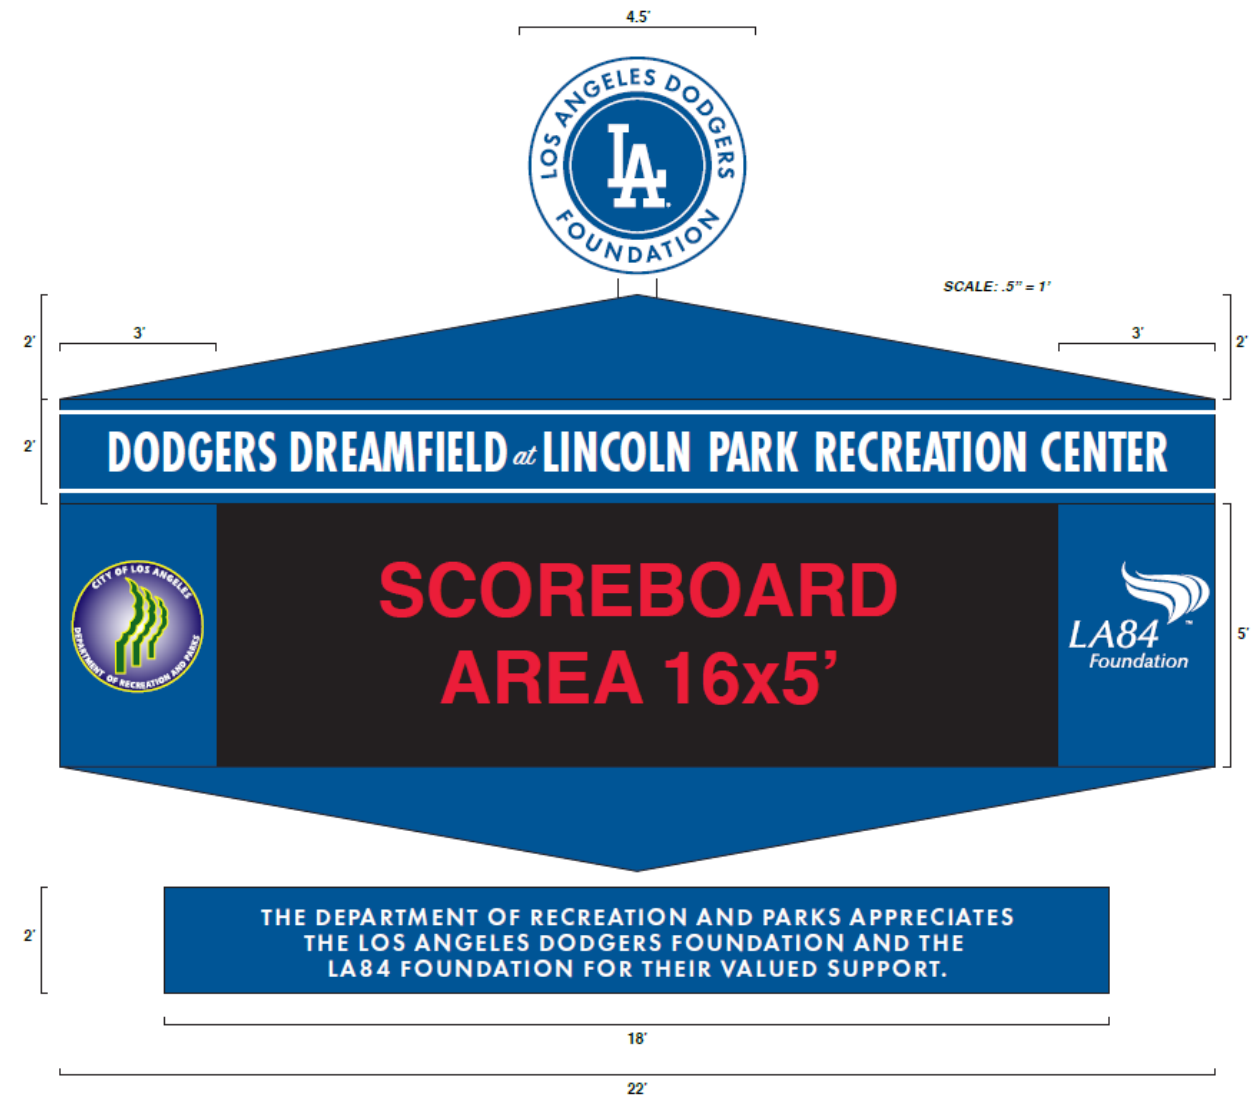 4.5'
LOS ANGELES DODGERS
LA
FOUNDATION
SCALE: .5" = 1'
2'
3'
3'
2'
2'
DODGERS DREAMFIELD at LINCOLN PARK RECREATION CENTER
CITY OF LOS ANGELES
DEPARTMENT OF RECREATION AND PARKS
SCOREBOARD
AREA 16x5’
LA84™
Foundation
5'
2'
THE DEPARTMENT OF RECREATION AND PARKS APPRECIATES
THE LOS ANGELES DODGERS FOUNDATION AND THE
LA84 FOUNDATION FOR THEIR VALUED SUPPORT.
18'
22'